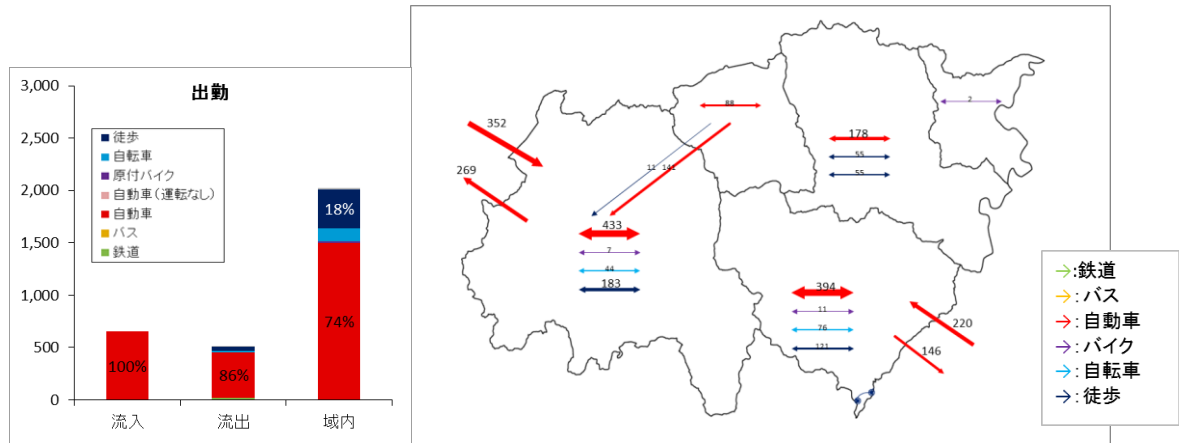 出勤
3,000
2,500
2,000
1,500
1,000
500
0
徒歩
自転車
原付バイク
自動車(運転なし)
自動車
バス
鉄道
100%
86%
18%
74%
流入
流出
域内
352
269
88
11 141
433
7
44
183
178
55
55
2
394
11
76
121
220
146
→:鉄道
→:バス
→:自動車
→:バイク
→:自転車
→:徒歩